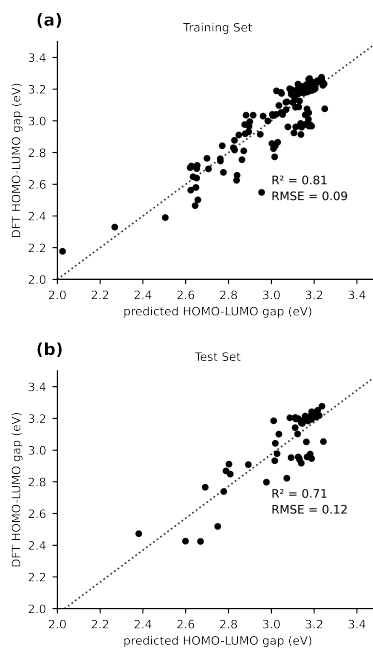 (a)
Training Set
DFT HOMO-LUMO gap (eV)
3.4
3.2
3.0
2.8
2.6
2.4
2.2
2.0
R² = 0.81
RMSE = 0.09
2.0 2.2 2.4 2.6 2.8 3.0 3.2 3.4
predicted HOMO-LUMO gap (eV)
(b)
Test Set
DFT HOMO-LUMO gap (eV)
3.4
3.2
3.0
2.8
2.6
2.4
2.2
2.0
R² = 0.71
RMSE = 0.12
2.0 2.2 2.4 2.6 2.8 3.0 3.2 3.4
predicted HOMO-LUMO gap (eV)